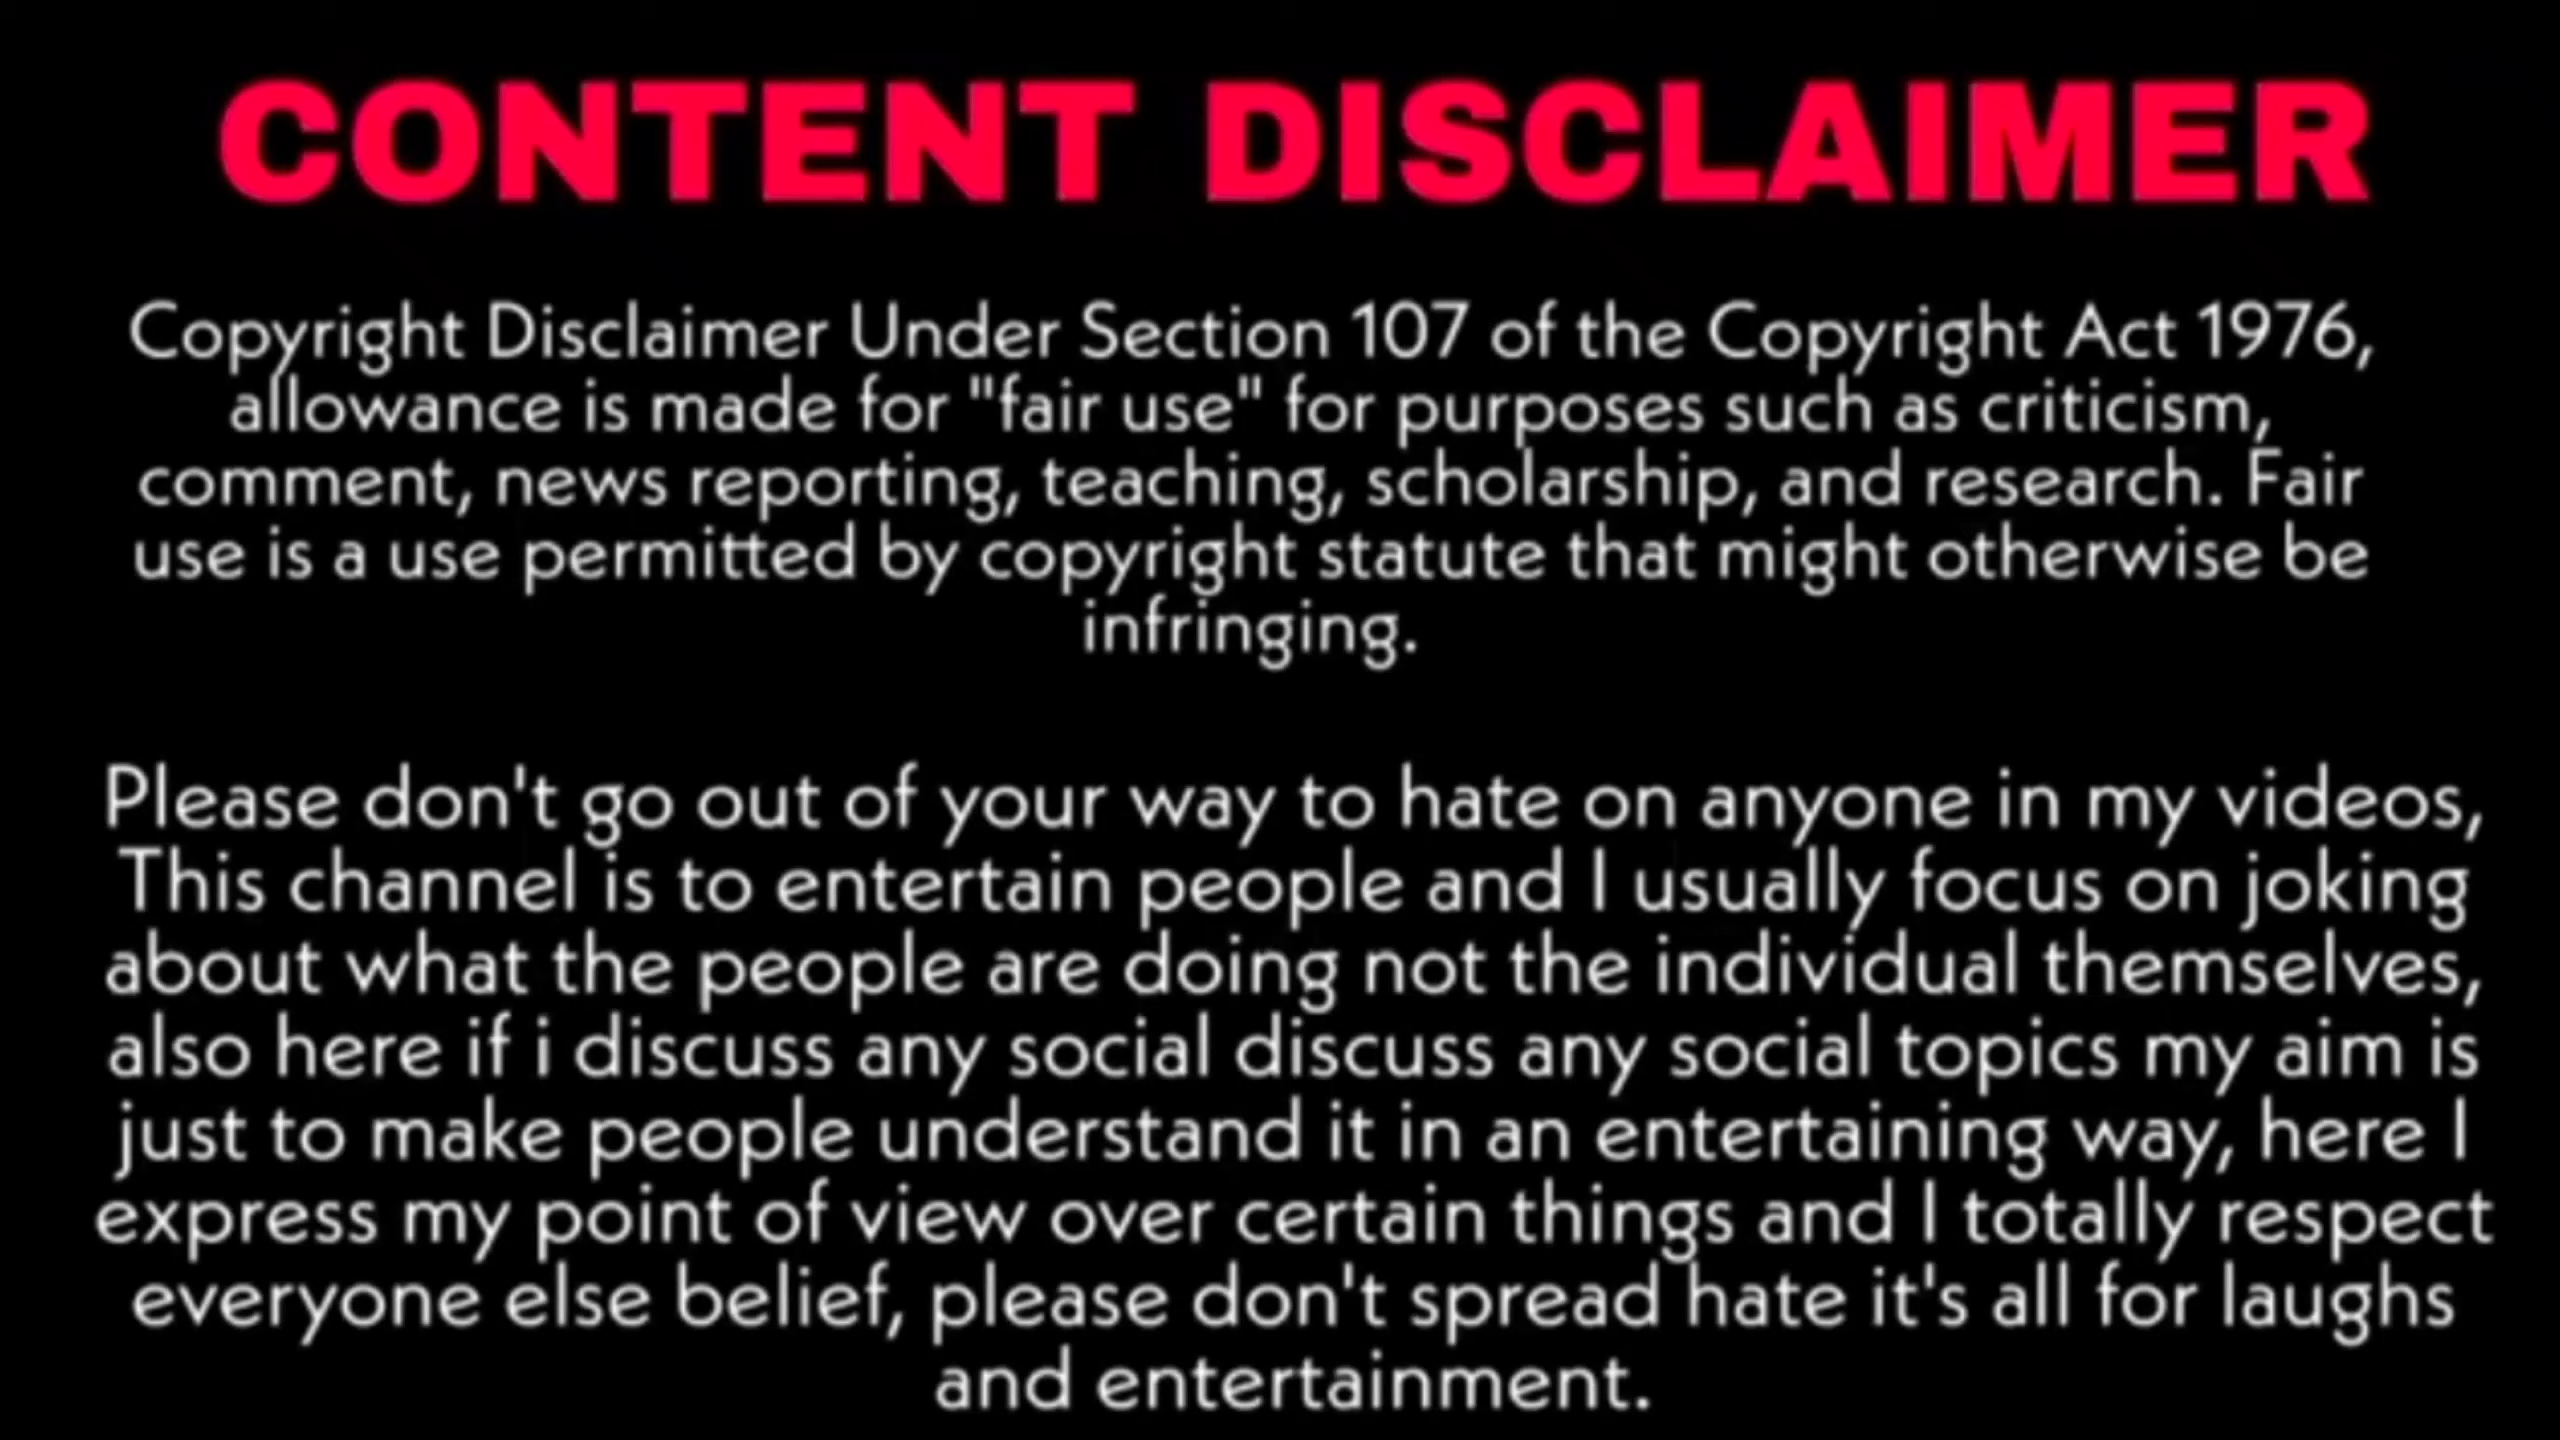 CONTENT DISCLAIMER
Copyright Disclaimer Under Section 107 of the Copyright Act 1976,
allowance is made for "fair use" for purposes such as criticism,
comment, news reporting, teaching, scholarship, and research. Fair
use is a use permitted by copyright statute that might otherwise be
infringing.
Please don't go out of your way to hate on anyone in my videos,
This channel is to entertain people and I usually focus on joking
about what the people are doing not the individual themselves,
also here if i discuss any social discuss any social topics my aim is
just to make people understand it in an entertaining way, here I
express my point of view over certain things and I totally respect
everyone else belief, please don't spread hate it's all for laughs
and entertainment.